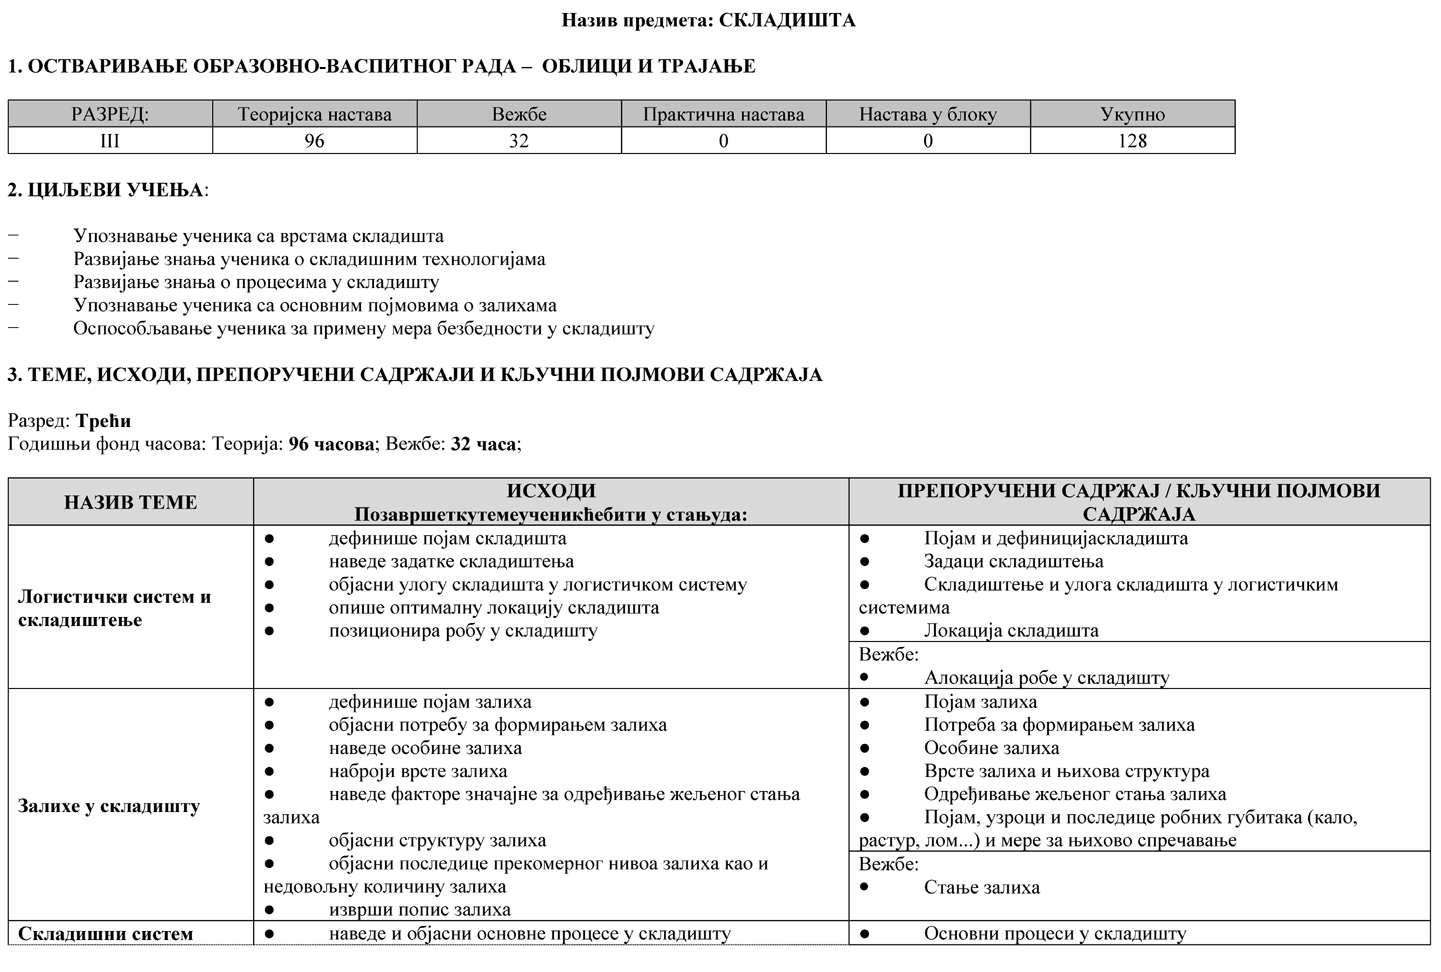 Назив предмета: СКЛАДИШТА
1. ОСТВАРИВАЊЕ ОБРАЗОВНО-ВАСПИТНОГ РАДА – ОБЛИЦИ И ТРАЈАЊЕ
РАЗРЕД: Теоријска настава Вежбе Практична настава Настава у блоку Укупно
III 96 32 0 0 128
2. ЦИЉЕВИ УЧЕЊА:
– Упознавање ученика са врстама складишта
– Развијање знања ученика о складишним технологијама
– Развијање знања о процесима у складишту
– Упознавање ученика са основним појмовима о залихама
– Оспособљавање ученика за примену мера безбедности у складишту
3. ТЕМЕ, ИСХОДИ, ПРЕПОРУЧЕНИ САДРЖАЈИ И КЉУЧНИ ПОЈМОВИ САДРЖАЈА
Разред: Трећи
Годишњи фонд часова: Теорија: 96 часова; Вежбе: 32 часа;
НАЗИВ ТЕМЕ
ИСХОДИ
Позавршеткутемеученикћебити у стањуда:
ПРЕПОРУЧЕНИ САДРЖАЈ / КЉУЧНИ ПОЈМОВИ
САДРЖАЈА
Логистички систем и
складиштење
● дефинише појам складишта
● наведе задатке складиштења
● објасни улогу складишта у логистичком систему
● опише оптималну локацију складишта
● позиционира робу у складишту
● Појам и дефиницијаскладишта
● Задаци складиштења
● Складиштење и улога складишта у логистичким
системима
● Локација складишта
Вежбе:
● Алокација робе у складишту
Залихе у складишту
● дефинише појам залиха
● објасни потребу за формирањем залиха
● наведе особине залиха
● наброји врсте залиха
● наведе факторе значајне за одређивање жељеног стања
залиха
● објасни структуру залиха
● објасни последице прекомерног нивоа залиха као и
недовољну количину залиха
● изврши попис залиха
● Појам залиха
● Потреба за формирањем залиха
● Особине залиха
● Врсте залиха и њихова структура
● Одређивање жељеног стања залиха
● Појам, узроци и последице робних губитака (кало,
растур, лом...) и мере за њихово спречавање
Вежбе:
● Стање залиха
Складишни систем
● наведе и објасни основне процесе у складишту
● Основни процеси у складишту